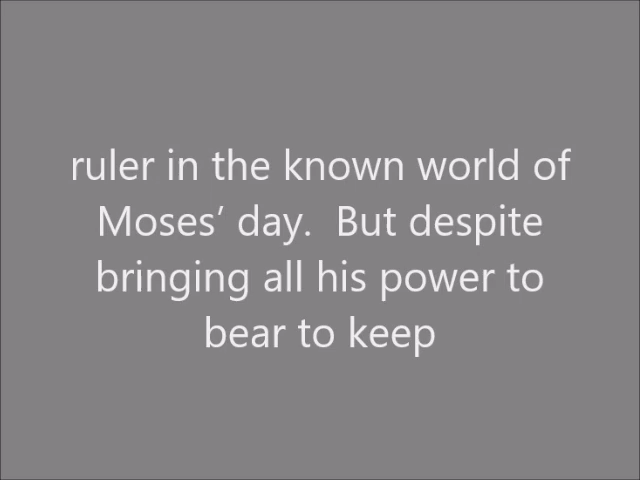 ruler in the known world of
Moses’ day.  But despite
bringing all his power to
bear to keep